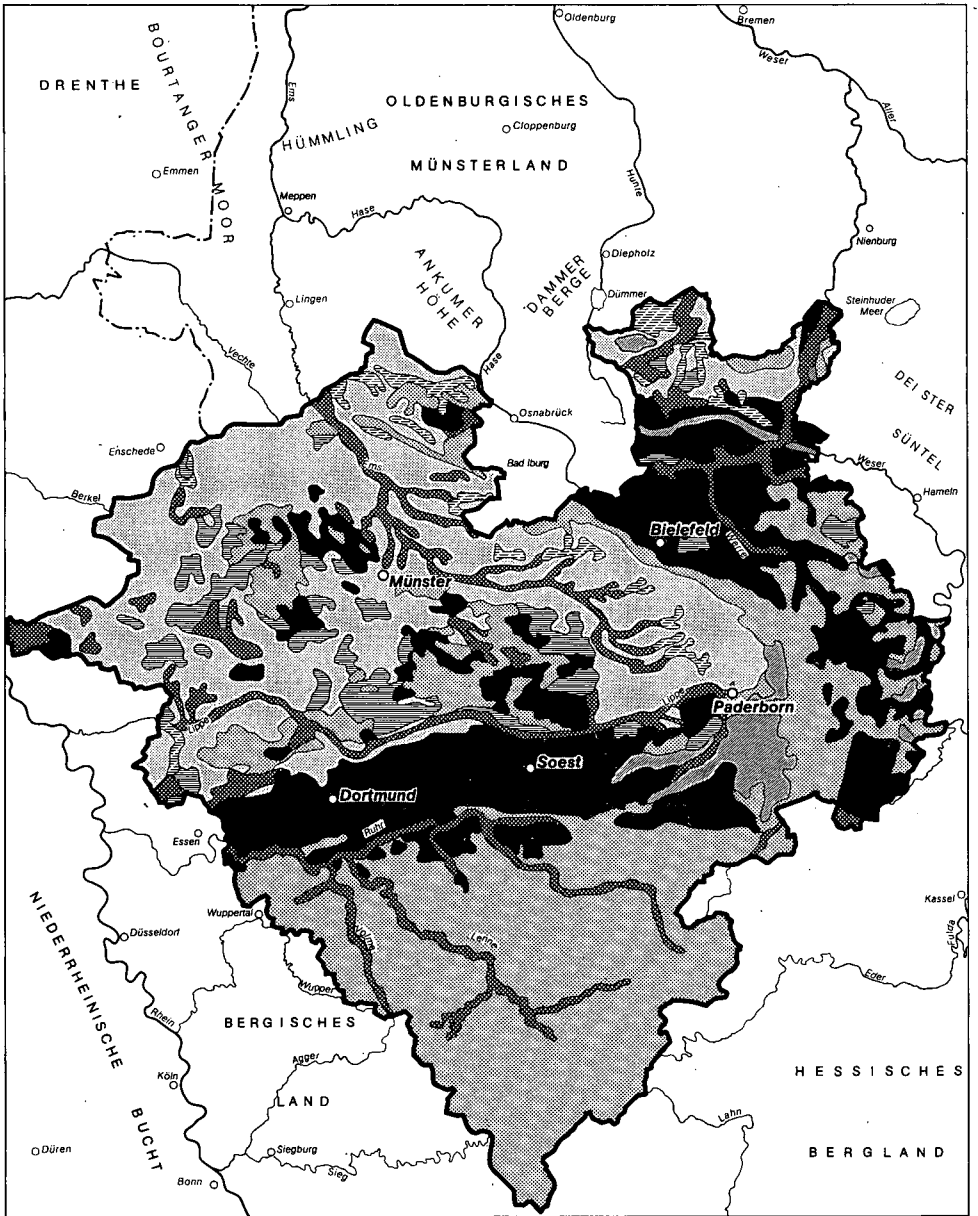 Oldenburg
Bremen
Weser
BOURTANGER MOOR
DRENTHE
Ems
OLDENBURGISCHES
MÜNSTERLAND
Aller
HÜMMLING
Cloppenburg
Emmen
Hunte
Meppen
Hase
Nienburg
ANKUMER
HÖHE
DAMMER
BERGE
Diepholz
Dümmer
Lingen
Steinhuder
Meer
Vechte
Hase
DEISTER
Osnabrück
SÜNTEL
Enschede
Ems
Bad Iburg
Weser
Hameln
Berkel
Bielefeld
Werre
Münster
Lippe
Lippe
Paderborn
Soest
Dortmund
Ruhr
Essen
NIEDERRHEINISCHE
BUCHT
Wuppertal
Kassel
Düsseldorf
Volme
Lenne
Fulda
Eder
Wupper
Rhein
BERGISCHES
LAND
Agger
Köln
HESSISCHES
BERGLAND
Lahn
Düren
Siegburg
Sieg
Bonn